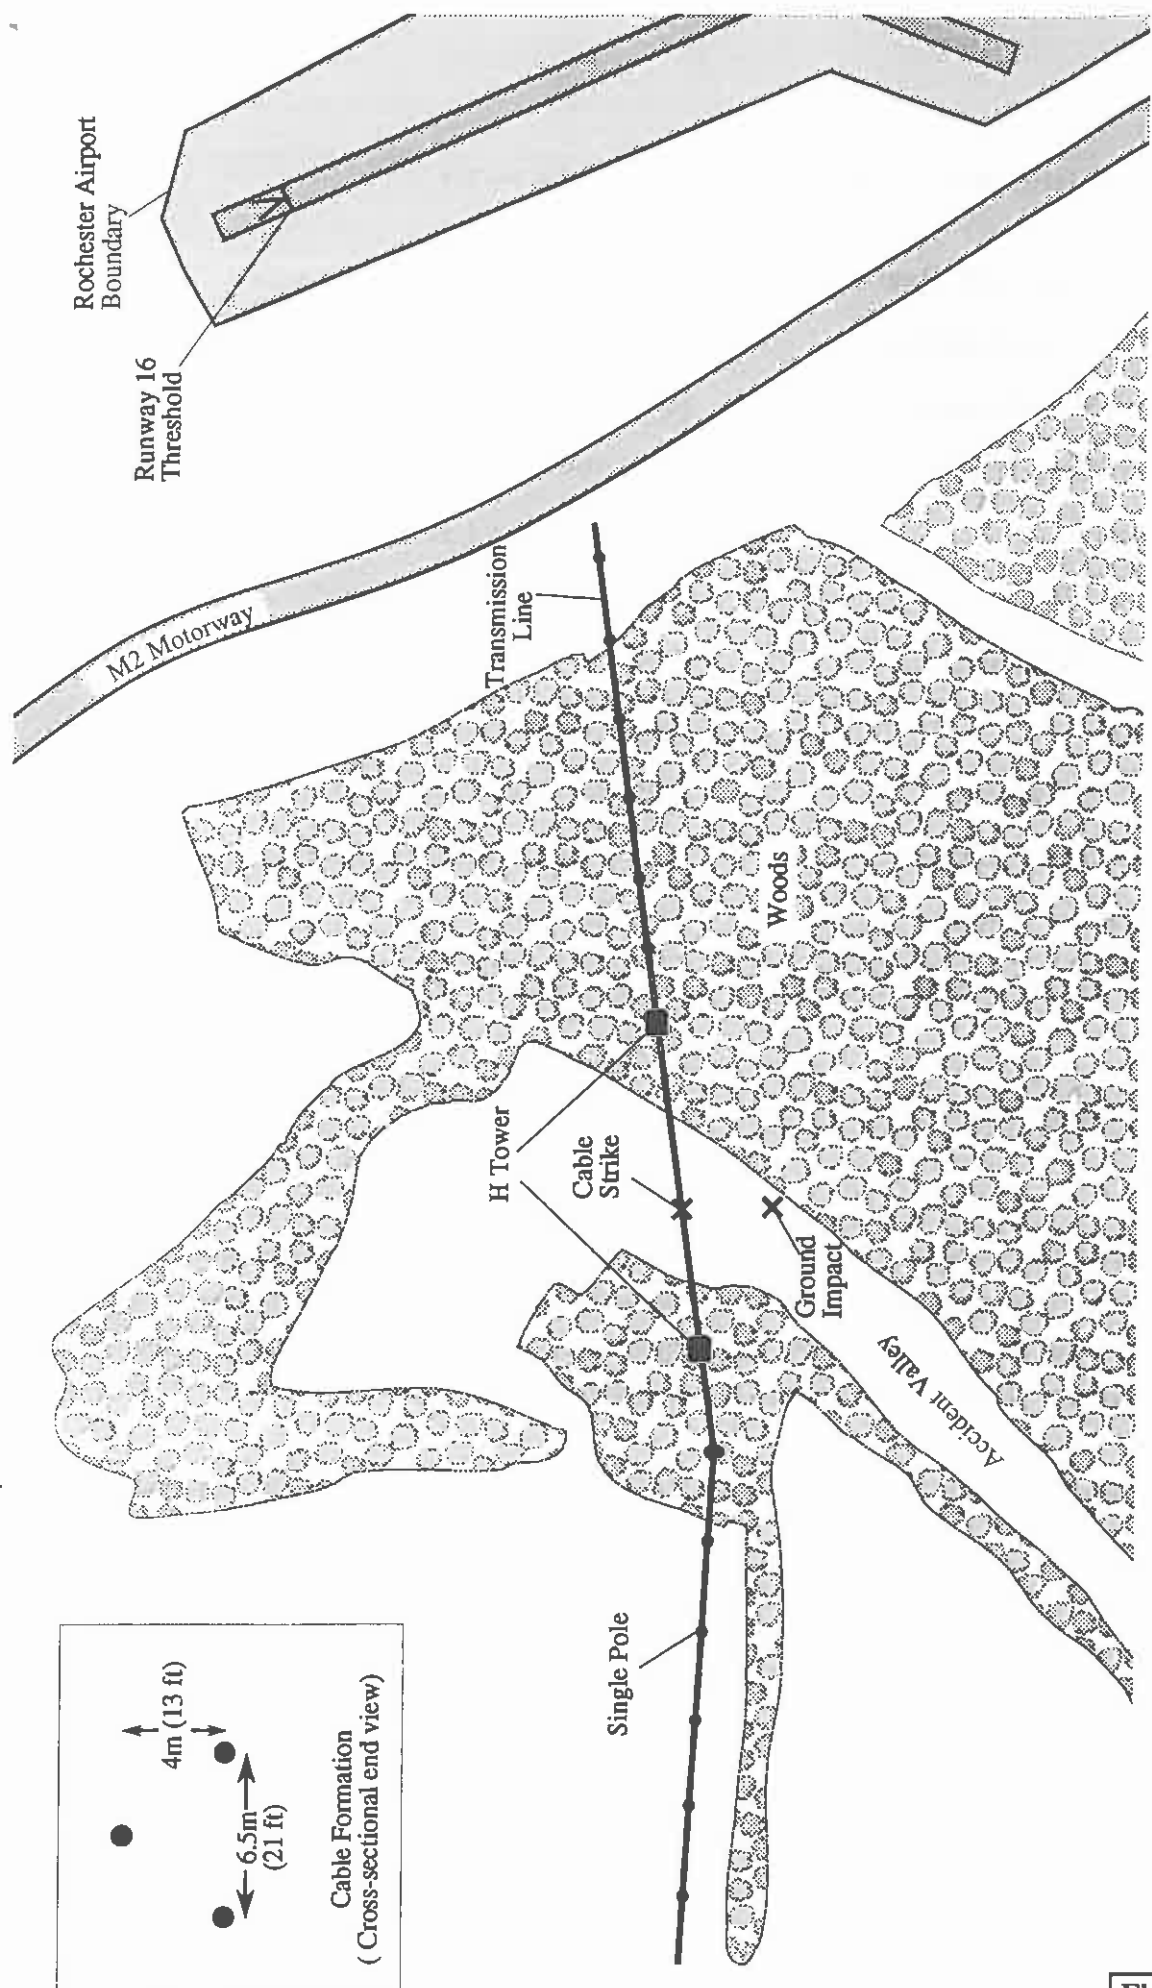 Rochester Airport
Boundary
Runway 16
Threshold
M2 Motorway
Transmission
Line
Woods
H Tower
Cable
Strike
Ground
Impact
Accident Valley
Single Pole
4m (13 ft)
6.5m
(21 ft)
Cable Formation
( Cross-sectional end view)